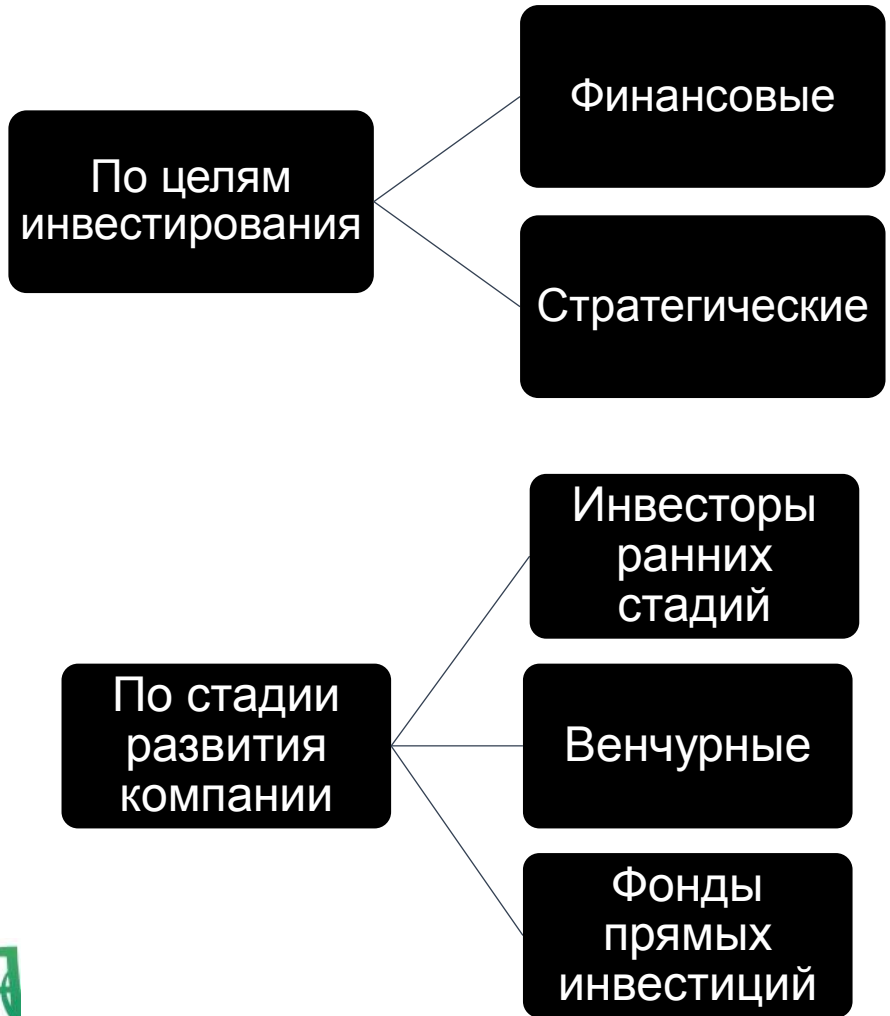 По целям
инвестирования
Финансовые
Стратегические
По стадии
развития
компании
Инвесторы
ранних
стадий
Венчурные
Фонды
прямых
инвестиций